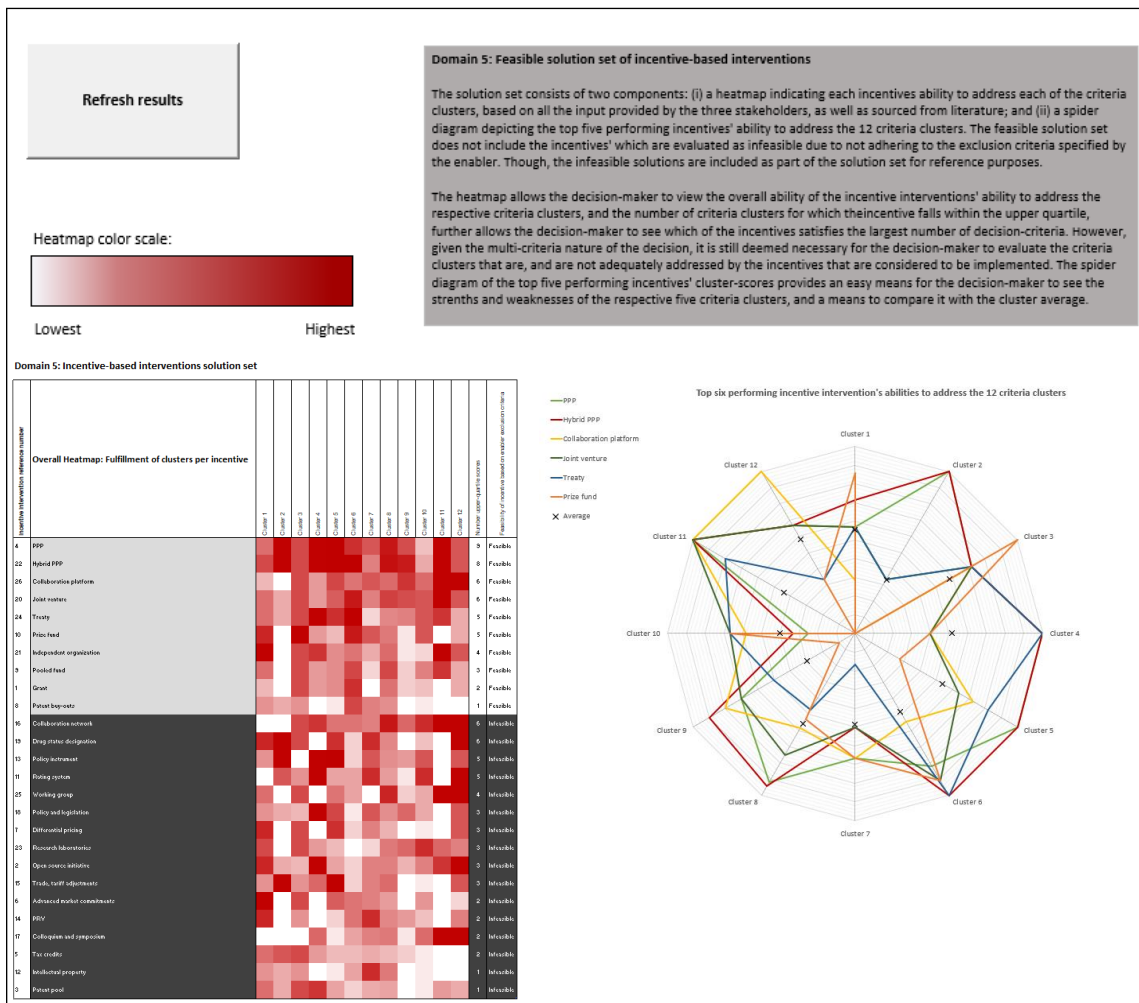 Refresh results
Domain 5: Feasible solution set of incentive-based interventions
The solution set consists of two components: (i) a heatmap indicating each incentives ability to address each of the criteria
clusters, based on all the input provided by the three stakeholders, as well as sourced from literature; and (ii) a spider
diagram depicting the top five performing incentives' ability to address the 12 criteria clusters. The feasible solution set
does not include the incentives' which are evaluated as infeasible due to not adhering to the exclusion criteria specified by
the enabler. Though, the infeasible solutions are included as part of the solution set for reference purposes.
The heatmap allows the decision-maker to view the overall ability of the incentive interventions' ability to address the
respective criteria clusters, and the number of criteria clusters for which theincentive falls within the upper quartile,
further allows the decision-maker to see which of the incentives satisfies the largest number of decision-criteria. However,
given the multi-criteria nature of the decision, it is still deemed necessary for the decision-maker to evaluate the criteria
clusters that are, and are not adequately addressed by the incentives that are considered to be implemented. The spider
diagram of the top five performing incentives' cluster-scores provides an easy means for the decision-maker to see the
strenths and weaknesses of the respective five criteria clusters, and a means to compare it with the cluster average.
Heatmap color scale:
Lowest Highest
Domain 5: Incentive-based interventions solution set
Incentive intervention reference number
Overall Heatmap: Fulfillment of clusters per incentive
Cluster 1
Cluster 2
Cluster 3
Cluster 4
Cluster 5
Cluster 6
Cluster 7
Cluster 8
Cluster 9
Cluster 10
Cluster 11
Cluster 12
Number upper-quartile scores
Feasibility of incentive based on enabler exclusion criteria
4 PPP 9 Feasible
22 Hybrid PPP 8 Feasible
26 Collaboration platform 6 Feasible
20 Joint venture 6 Feasible
24 Treaty 5 Feasible
10 Prize fund 5 Feasible
21 Independent organization 4 Feasible
9 Pooled fund 3 Feasible
1 Grant 2 Feasible
8 Patent buy-outs 1 Feasible
16 Collaboration network 6 Infeasible
19 Drug status designation 6 Infeasible
13 Policy instrument 5 Infeasible
11 Rating system 5 Infeasible
25 Working group 4 Infeasible
18 Policy and legislation 3 Infeasible
7 Differential pricing 3 Infeasible
23 Research laboratories 3 Infeasible
2 Open source initiative 3 Infeasible
15 Trade, tariff adjustments 3 Infeasible
6 Advanced market commitments 2 Infeasible
14 PRV 2 Infeasible
17 Colloquium and symposium 2 Infeasible
5 Tax credits 2 Infeasible
12 Intellectual property 1 Infeasible
3 Patent pool 1 Infeasible
Top six performing incentive intervention's abilities to address the 12 criteria clusters
PPP
Hybrid PPP
Collaboration platform
Joint venture
Treaty
Prize fund
Average
Cluster 1
Cluster 2
Cluster 3
Cluster 4
Cluster 5
Cluster 6
Cluster 7
Cluster 8
Cluster 9
Cluster 10
Cluster 11
Cluster 12